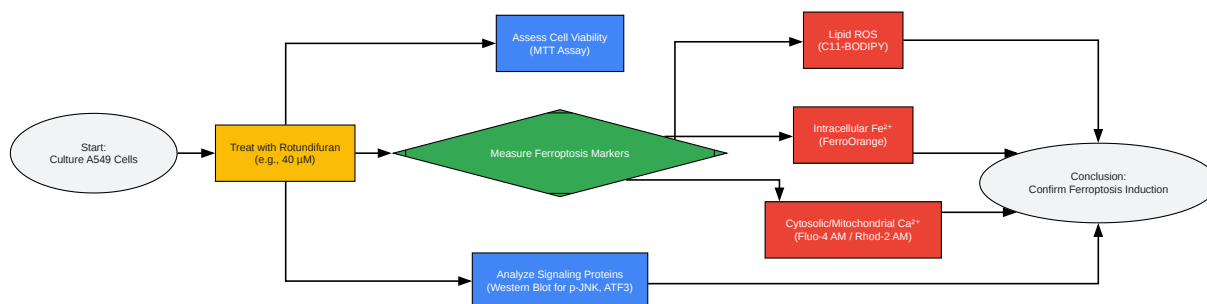 Start:
Culture A549 Cells
Treat with Rotundifuran
(e.g., 40 µM)
Assess Cell Viability
(MTT Assay)
Measure Ferroptosis Markers
Analyze Signaling Proteins
(Western Blot for p-JNK, ATF3)
Lipid ROS
(C11-BODIPY)
Intracellular Fe²⁺
(FerroOrange)
Cytosolic/Mitochondrial Ca²⁺
(Fluo-4 AM / Rhod-2 AM)
Conclusion:
Confirm Ferroptosis Induction